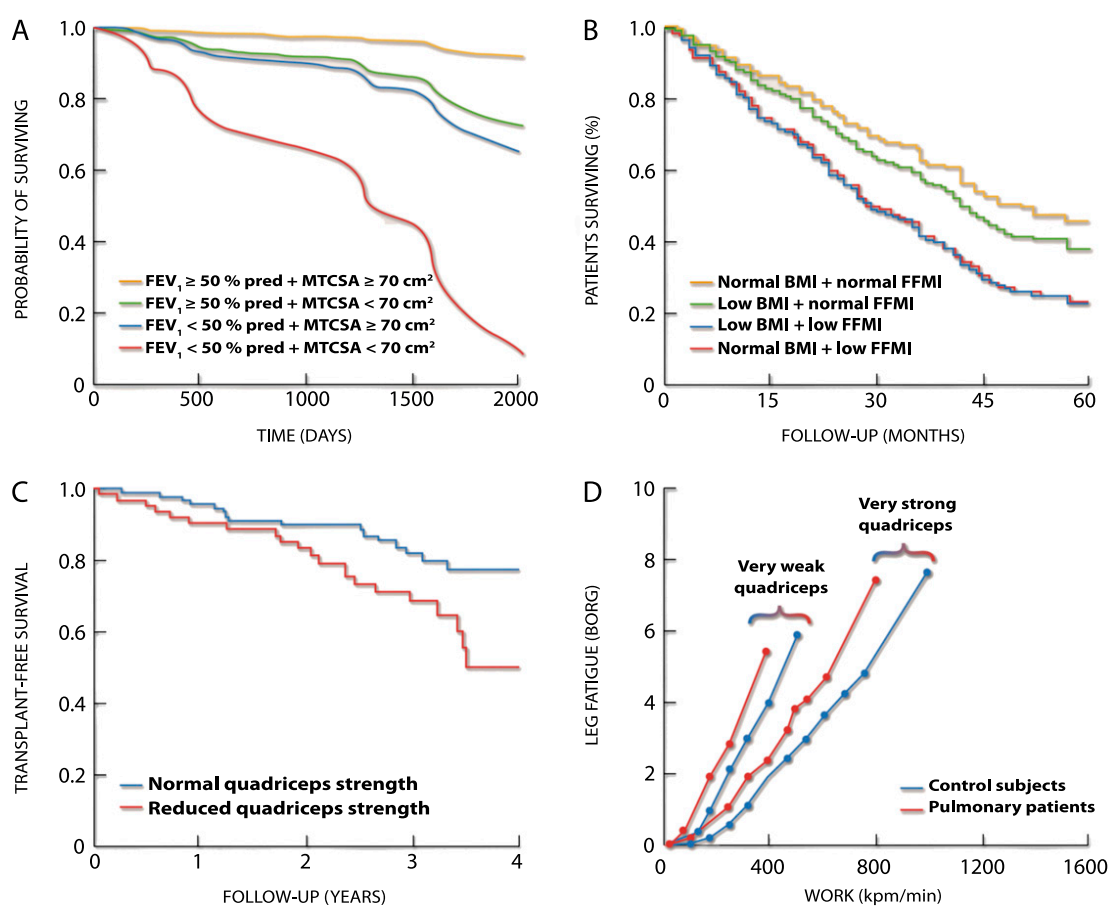 A
PROBABILITY OF SURVIVING
1.0
0.8
0.6
0.4
0.2
0
FEV₁ ≥ 50 % pred + MTCSA ≥ 70 cm²
FEV₁ ≥ 50 % pred + MTCSA < 70 cm²
FEV₁ < 50 % pred + MTCSA ≥ 70 cm²
FEV₁ < 50 % pred + MTCSA < 70 cm²
0 500 1000 1500 2000
TIME (DAYS)
B
PATIENTS SURVIVING (%)
1.0
0.8
0.6
0.4
0.2
0
Normal BMI + normal FFMI
Low BMI + normal FFMI
Low BMI + low FFMI
Normal BMI + low FFMI
0 15 30 45 60
FOLLOW-UP (MONTHS)
C
TRANSPLANT-FREE SURVIVAL
1.0
0.8
0.6
0.4
0.2
0
Normal quadriceps strength
Reduced quadriceps strength
0 1 2 3 4
FOLLOW-UP (YEARS)
D
LEG FATIGUE (BORG)
10
8
6
4
2
0
Very strong
quadriceps
Very weak
quadriceps
Control subjects
Pulmonary patients
0 400 800 1200 1600
WORK (kpm/min)